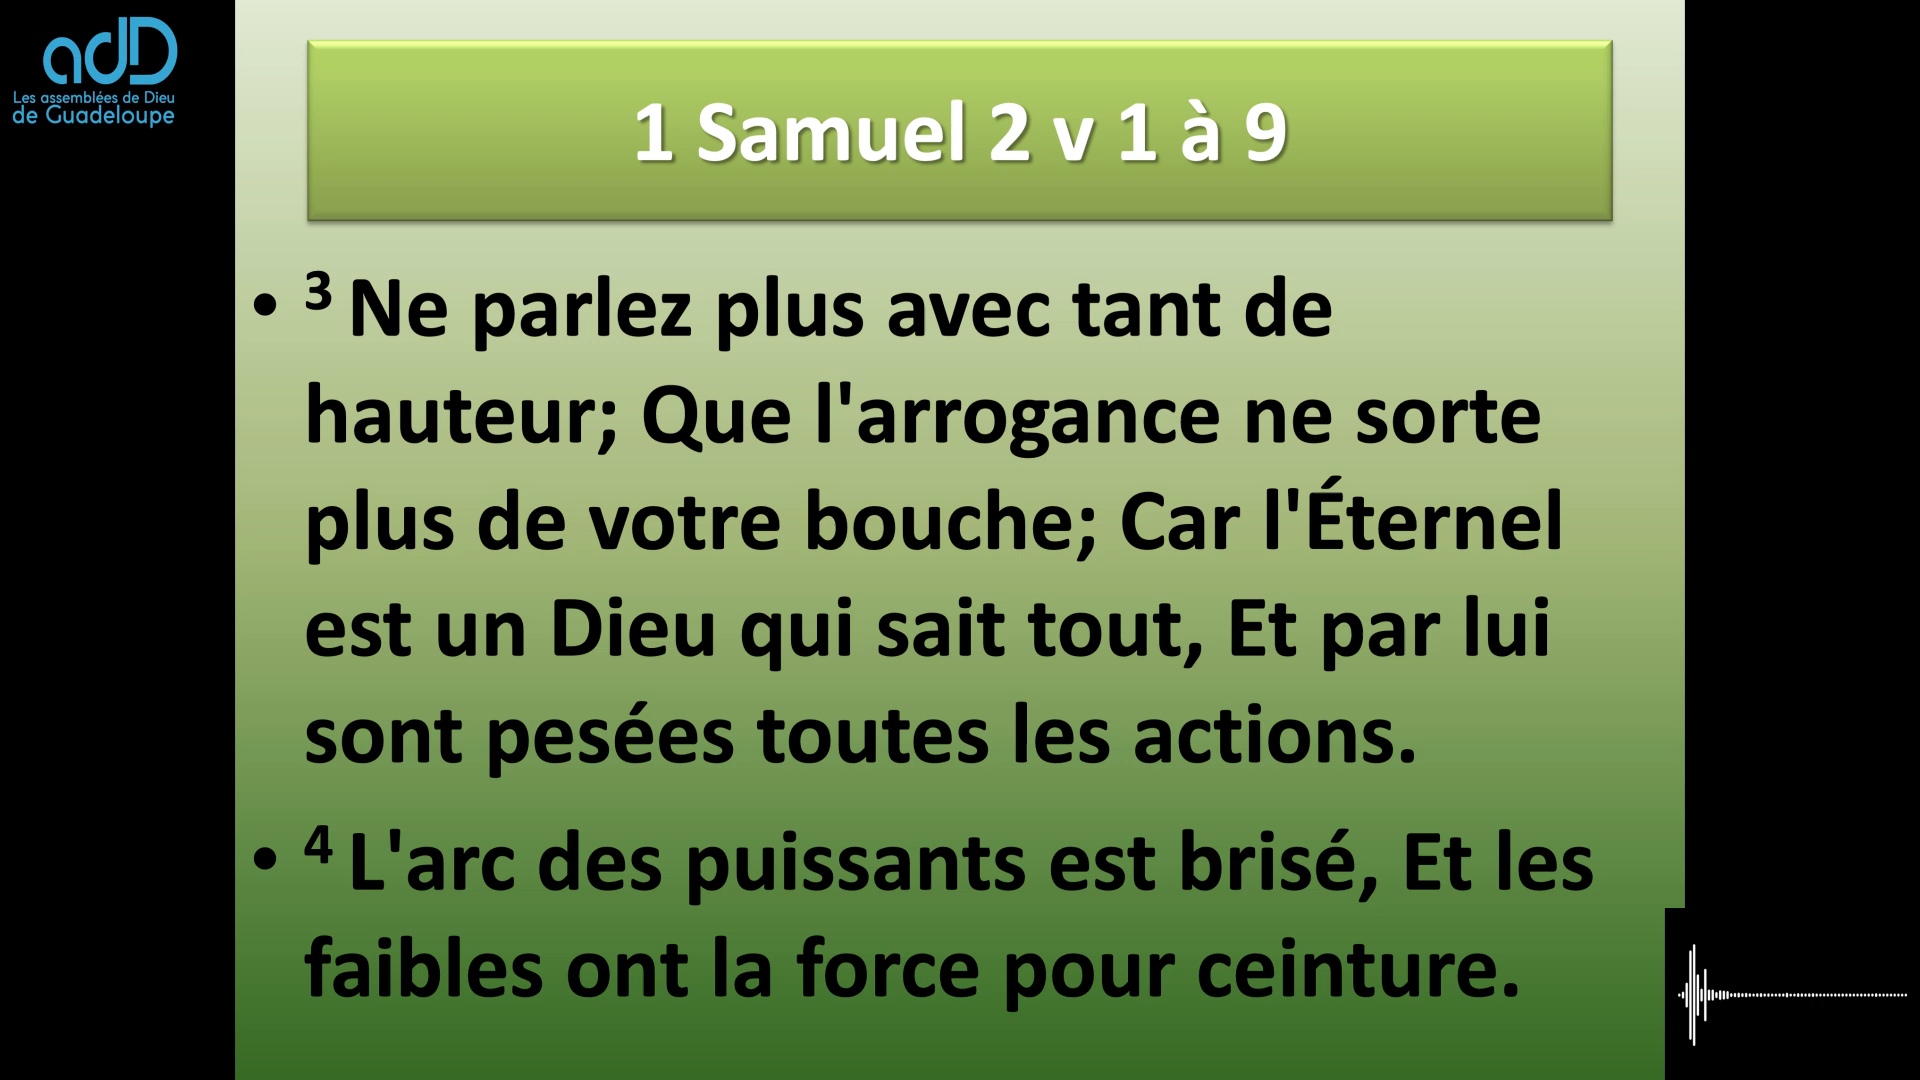 adD
Les assemblées de Dieu
de Guadeloupe
1 Samuel 2 v 1 à 9
• 3 Ne parlez plus avec tant de
hauteur; Que l'arrogance ne sorte
plus de votre bouche; Car l'Éternel
est un Dieu qui sait tout, Et par lui
sont pesées toutes les actions.
• 4 L'arc des puissants est brisé, Et les
faibles ont la force pour ceinture.